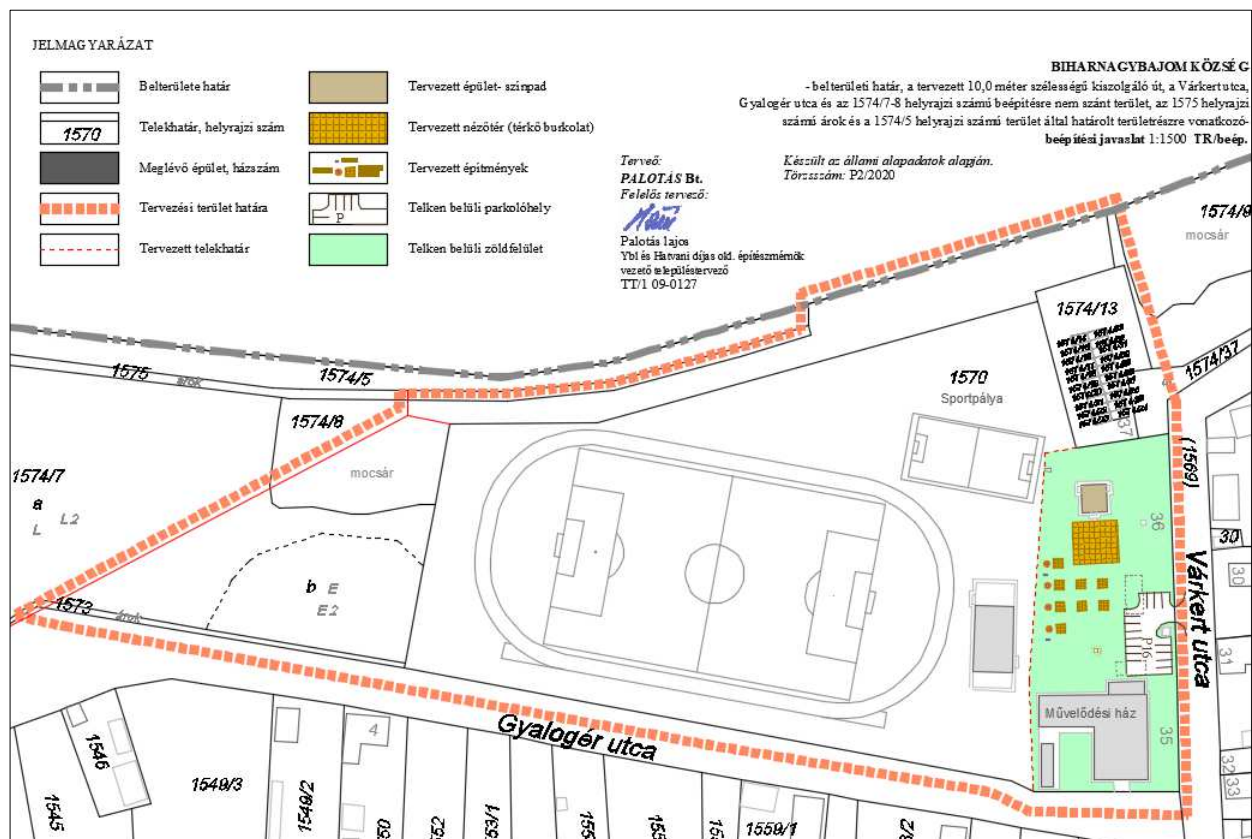 JELMAGYARÁZAT
Belterülete határ
1570
Telekhatár, helyrajzi szám
Meglévő épület, házszám
Tervezési terület határa
Tervezett telekhatár
Tervezett épület- színpad
Tervezett nézőtér (térkő burkolat)
Tervezett építmények
P
Telken belüli parkolóhely
Telken belüli zöldfelület
BIHARNAGYBAJOM KÖZSÉG
- belterületi határ, a tervezett 10,0 méter szélességű kiszolgáló út, a Várkert utca,
Gyalogér utca és az 1574/7-8 helyrajzi számú beépítésre nem szánt terület, az 1575 helyrajzi
számú árok és a 1574/5 helyrajzi számú terület által határolt területrészre vonatkozó-
beépítési javaslat 1:1500 TR/beép.
Tervező:
PALOTÁS Bt.
Felelős tervező:
Palotás lajos
Ybl és Hatvani díjas okl. építészmérnök
vezető településtervező
TT/1 09-0127
Készült az állami alapadatok alapján.
Törzsszám: P2/2020
1574/9
mocsár
1574/13
1574/37
1575
árok
1574/5
1570
Sportpálya
1574/8
mocsár
37
(1569)
1574/7
a
L2
L
36
30
30
b
E
E2
1573
árok
Várkert utca
P16
31
Gyalogér utca
Művelődési ház
35
32
33
4
1546
1545
1549/3
1549/2
1559/1